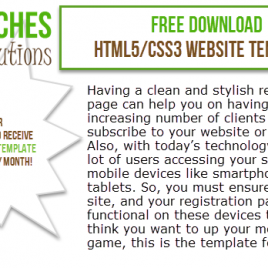 CHES
utions
FREE DOWNLOAD
HTML5/CSS3 WEBSITE TE
R
O RECEIVE
TEMPLATE
/ MONTH!
Having a clean and stylish re
page can help you on having
increasing number of clients
subscribe to your website or
Also, with today's technolog
lot of users accessing your s
mobile devices like smartpho
tablets. So, you must ensure
site, and your registration pa
functional on these devices t
think you want to up your m
game, this is the template f